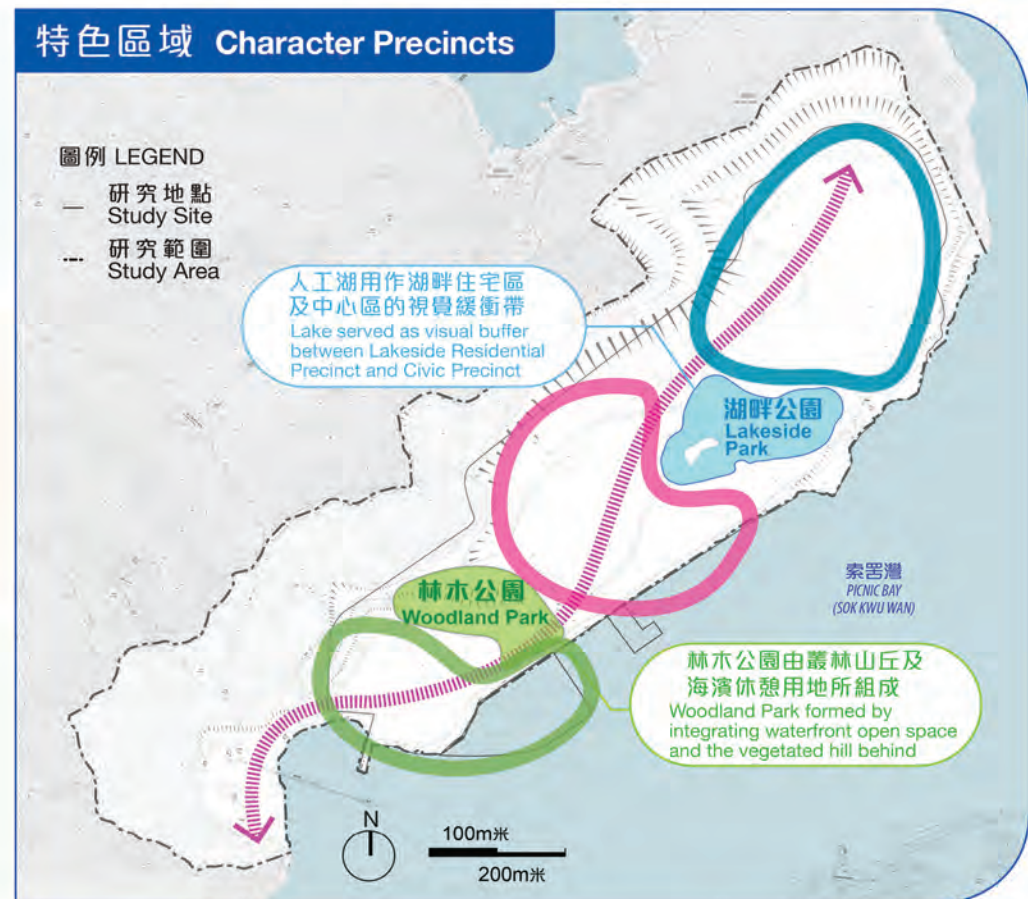 特色區域 Character Precincts
圖例 LEGEND
研究地點
Study Site
研究範圍
Study Area
人工湖用作湖畔住宅區
及中心區的視覺緩衝帶
Lake served as visual buffer
between Lakeside Residential
Precinct and Civic Precinct
湖畔公園
Lakeside
Park
索罟灣
PICNIC BAY
(SOK KWU WAN)
林木公園
Woodland Park
林木公園由叢林山丘及
海濱休憩用地所組成
Woodland Park formed by
integrating waterfront open space
and the vegetated hill behind
N
100m米
200m米